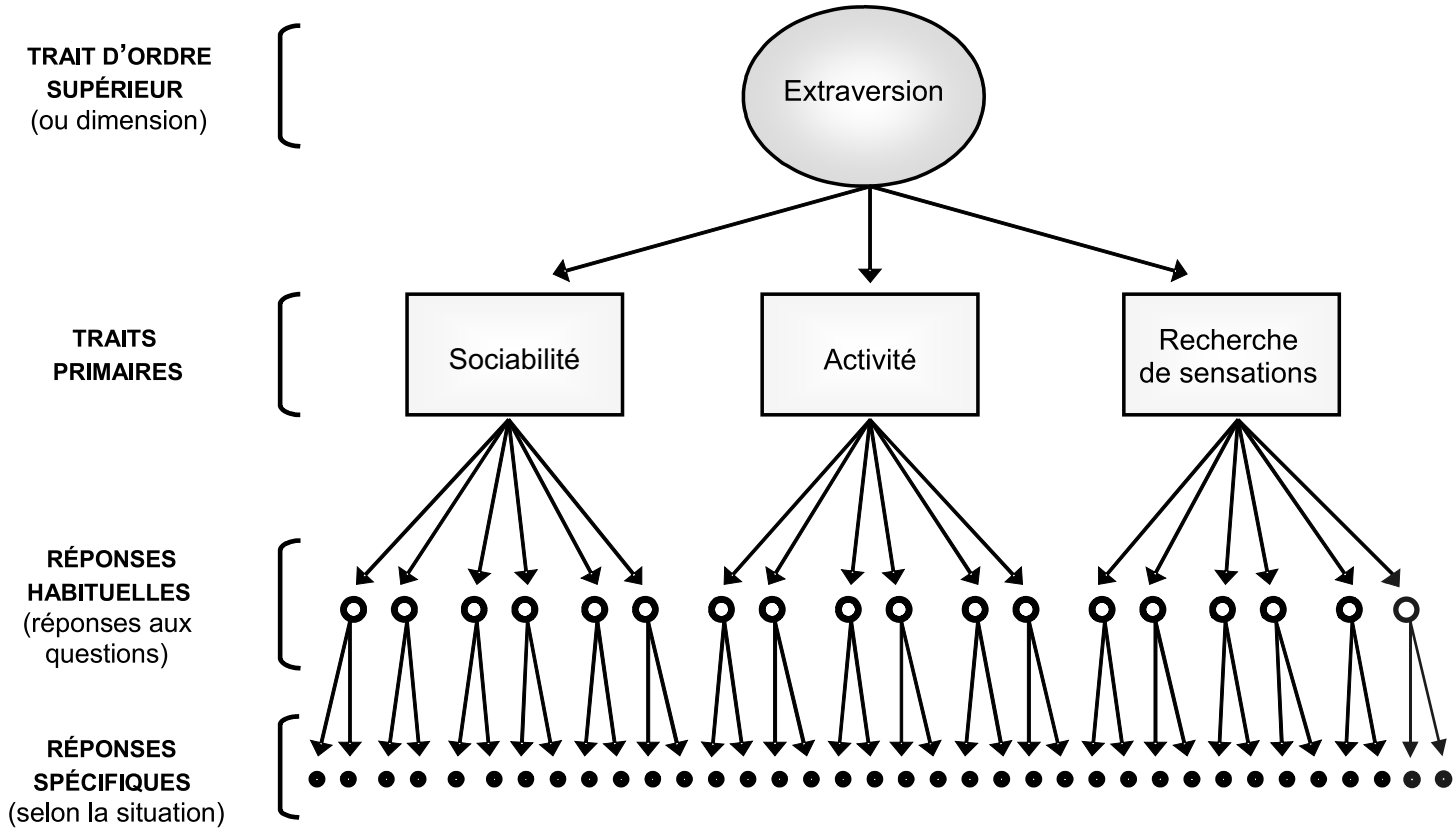 TRAIT D’ORDRE
SUPÉRIEUR
(ou dimension)
Extraversion
TRAITS
PRIMAIRES
Sociabilité
Activité
Recherche
de sensations
RÉPONSES
HABITUELLES
(réponses aux
questions)
RÉPONSES
SPÉCIFIQUES
(selon la situation)